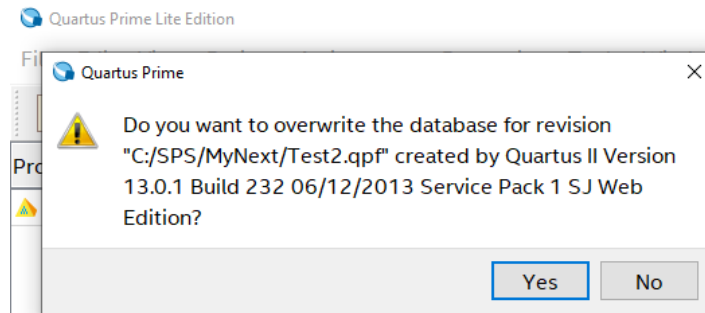 Quartus Prime Lite Edition
Quartus Prime
Do you want to overwrite the database for revision
"C:/SPS/MyNext/Test2.qpf" created by Quartus II Version
13.0.1 Build 232 06/12/2013 Service Pack 1 SJ Web
Edition?
Yes No